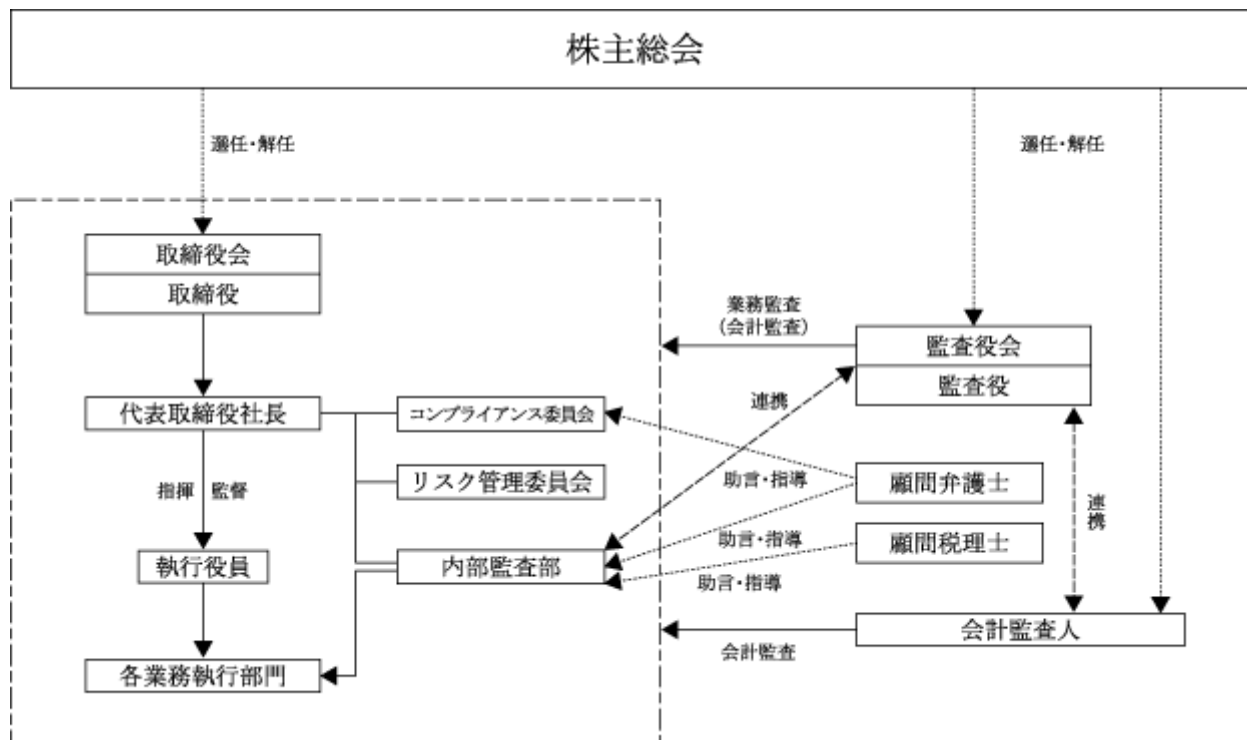 株主総会
選任・解任
選任・解任
取締役会
取締役
業務監査
（会計監査）
監査役会
監査役
代表取締役社長
コンプライアンス委員会
連携
指揮 監督
リスク管理委員会
助言・指導
顧問弁護士
連携
執行役員
内部監査部
助言・指導
顧問税理士
助言・指導
会計監査人
会計監査
各業務執行部門